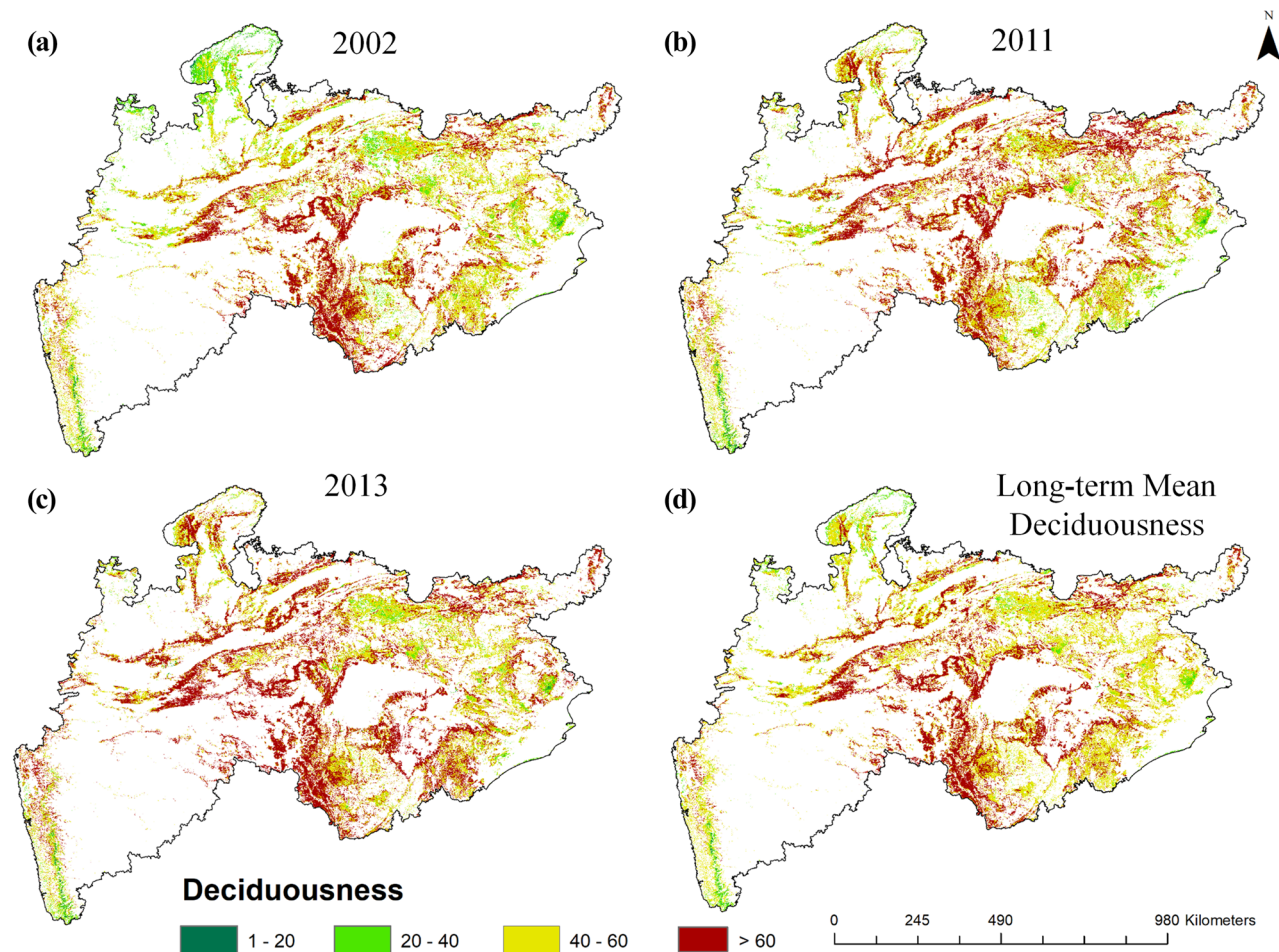 (a)
2002
(b)
2011
N
(c)
2013
(d)
Long-term Mean
Deciduousness
Deciduousness
1 - 20
20 - 40
40 - 60
> 60
0 245 490 980 Kilometers